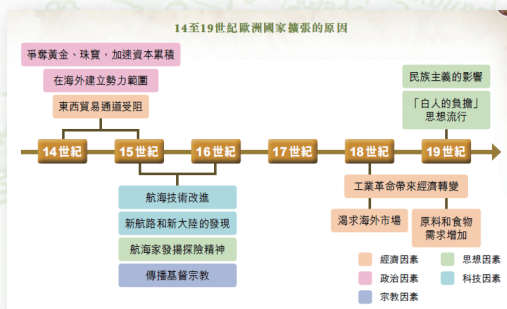 14至19世紀歐洲國家擴張的原因
爭奪黃金、珠寶，加速資本累積
在海外建立勢力範圍
東西貿易通道受阻
民族主義的影響
「白人的負擔」
思想流行
14世紀
15世紀
16世紀
17世紀
18世紀
19世紀
航海技術改進
新航路和新大陸的發現
航海家發揚探險精神
傳播基督宗教
工業革命帶來經濟轉變
渴求海外市場
原料和食物
需求增加
經濟因素
思想因素
政治因素
科技因素
宗教因素